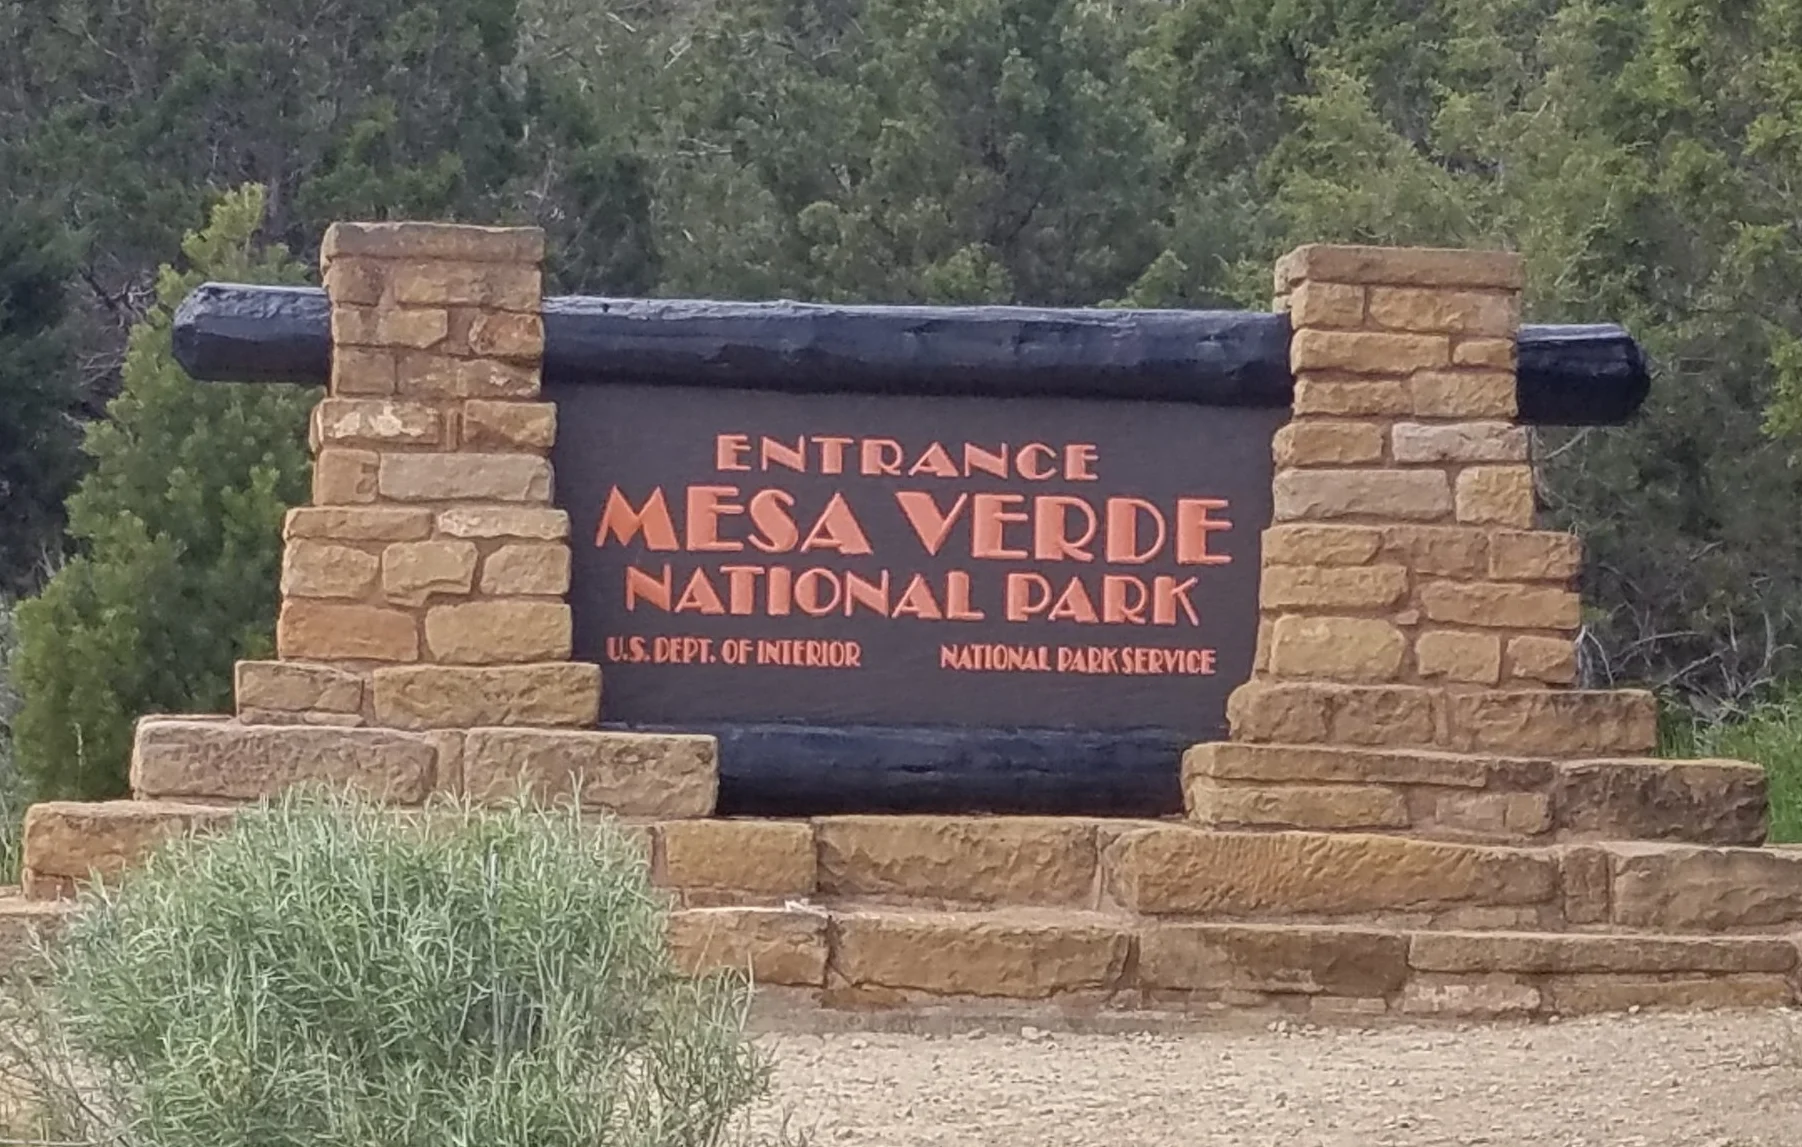 ENTRANCE
MESA VERDE
NATIONAL PARK
U.S. DEPT. OF INTERIOR NATIONAL PARK SERVICE